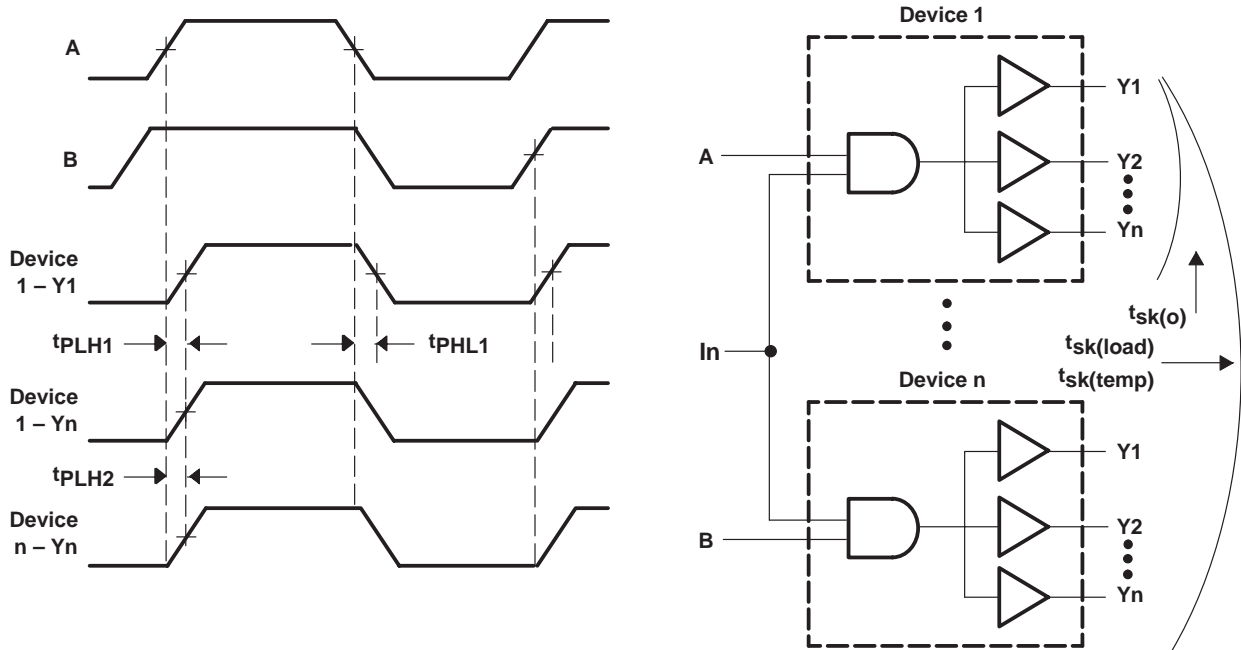 A
B
Device
1 – Y1
tPLH1
tPHL1
Device
1 – Yn
tPLH2
Device
n – Yn
Device 1
A
Y1
Y2
Yn
tsk(o)
tsk(load)
tsk(temp)
In
Device n
B
Y1
Y2
Yn